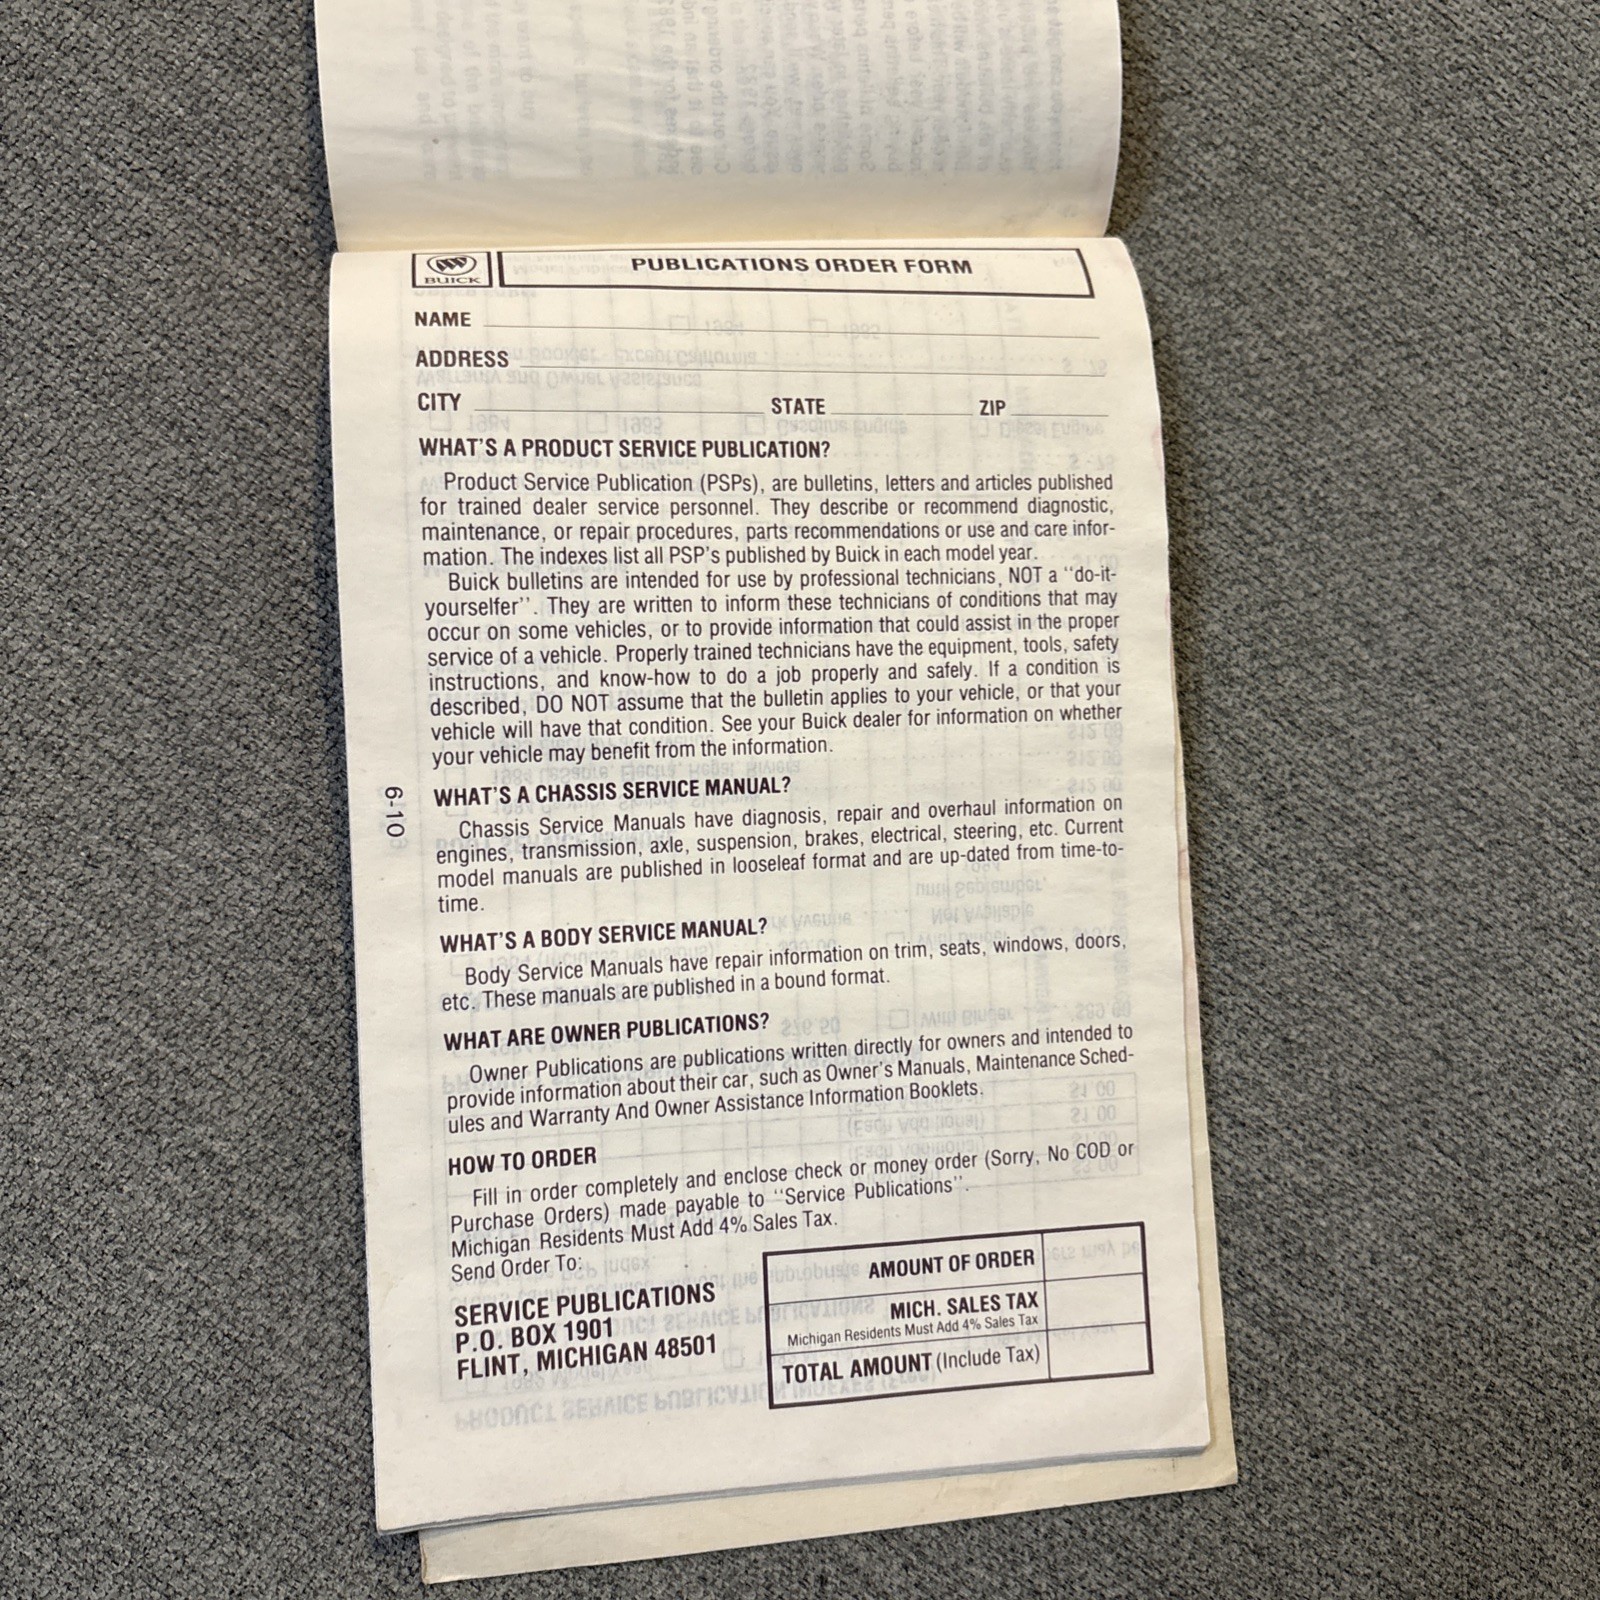 BUICK
PUBLICATIONS ORDER FORM
NAME
ADDRESS
CITY STATE ZIP
WHAT'S A PRODUCT SERVICE PUBLICATION?
Product Service Publication (PSPs), are bulletins, letters and articles published
for trained dealer service personnel. They describe or recommend diagnostic,
maintenance, or repair procedures, parts recommendations or use and care infor-
mation. The indexes list all PSP's published by Buick in each model year.
Buick bulletins are intended for use by professional technicians, NOT a "do-it-
yourselfer". They are written to inform these technicians of conditions that may
occur on some vehicles, or to provide information that could assist in the proper
service of a vehicle. Properly trained technicians have the equipment, tools, safety
instructions, and know-how to do a job properly and safely. If a condition is
described, DO NOT assume that the bulletin applies to your vehicle, or that your
vehicle will have that condition. See your Buick dealer for information on whether
your vehicle may benefit from the information.
6-10
WHAT'S A CHASSIS SERVICE MANUAL?
Chassis Service Manuals have diagnosis, repair and overhaul information on
engines, transmission, axle, suspension, brakes, electrical, steering, etc. Current
model manuals are published in looseleaf format and are up-dated from time-to-
time.
WHAT'S A BODY SERVICE MANUAL?
Body Service Manuals have repair information on trim, seats, windows, doors,
etc. These manuals are published in a bound format.
WHAT ARE OWNER PUBLICATIONS?
Owner Publications are publications written directly for owners and intended to
provide information about their car, such as Owner's Manuals, Maintenance Sched-
ules and Warranty And Owner Assistance Information Booklets.
HOW TO ORDER
Fill in order completely and enclose check or money order (Sorry, No COD or
Purchase Orders) made payable to "Service Publications".
Michigan Residents Must Add 4% Sales Tax.
Send Order To:
SERVICE PUBLICATIONS
P.O. BOX 1901
FLINT, MICHIGAN 48501
AMOUNT OF ORDER
MICH. SALES TAX
Michigan Residents Must Add 4% Sales Tax
TOTAL AMOUNT (Include Tax)